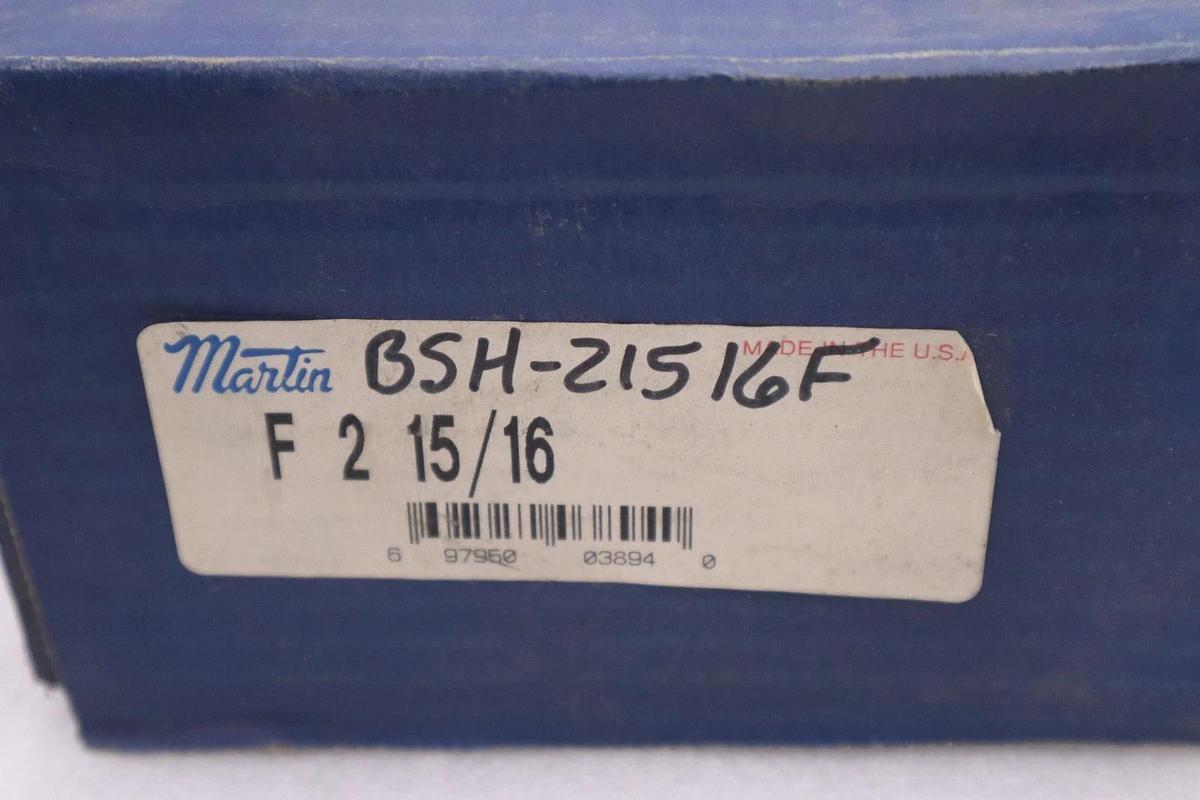 Martin BSH-21516F MADE IN THE U.S.A
F 2 15/16
6 97950 03894 0